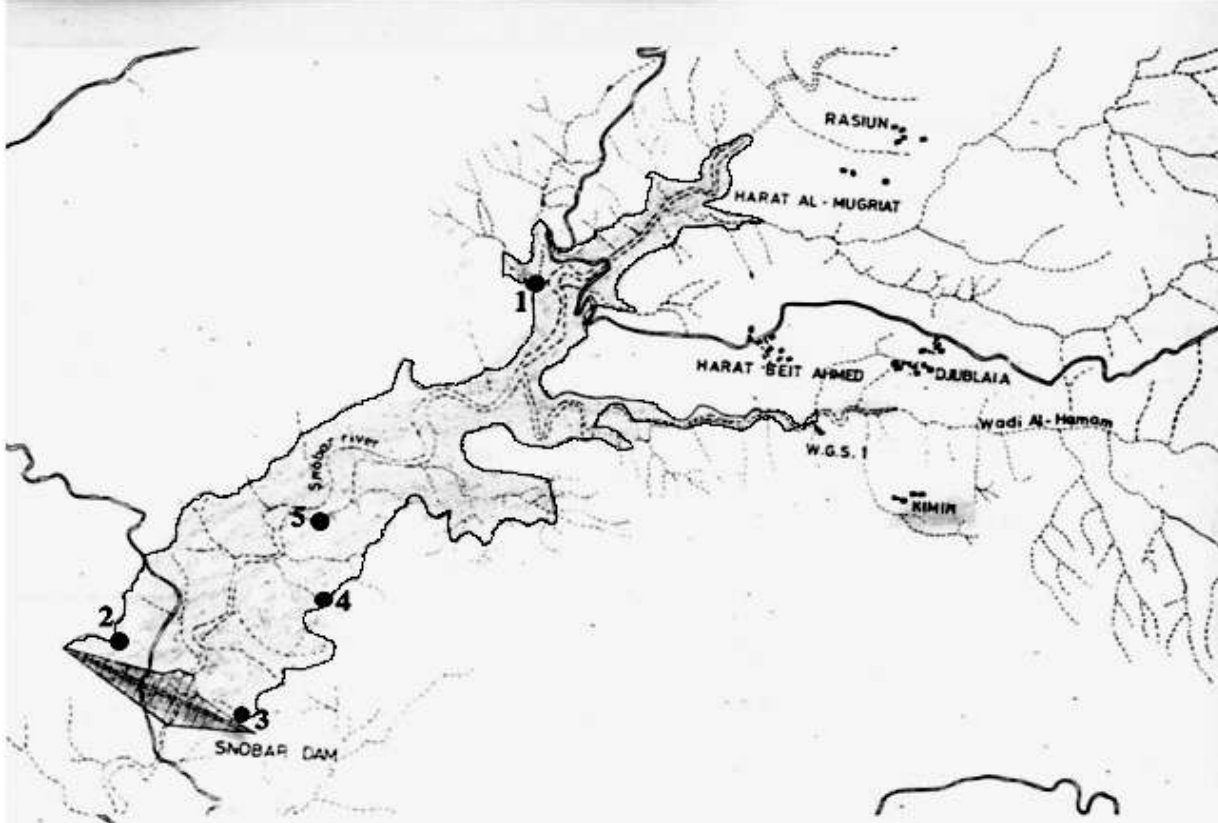 RASIUN
HARAT AL-MUGRIAT
1
HARAT BEIT AHMED
DJUBLAIA
Wadi Al-Hamam
W.G.S. 1
Snobar river
KIMIN
5
4
2
3
SNOBAR DAM